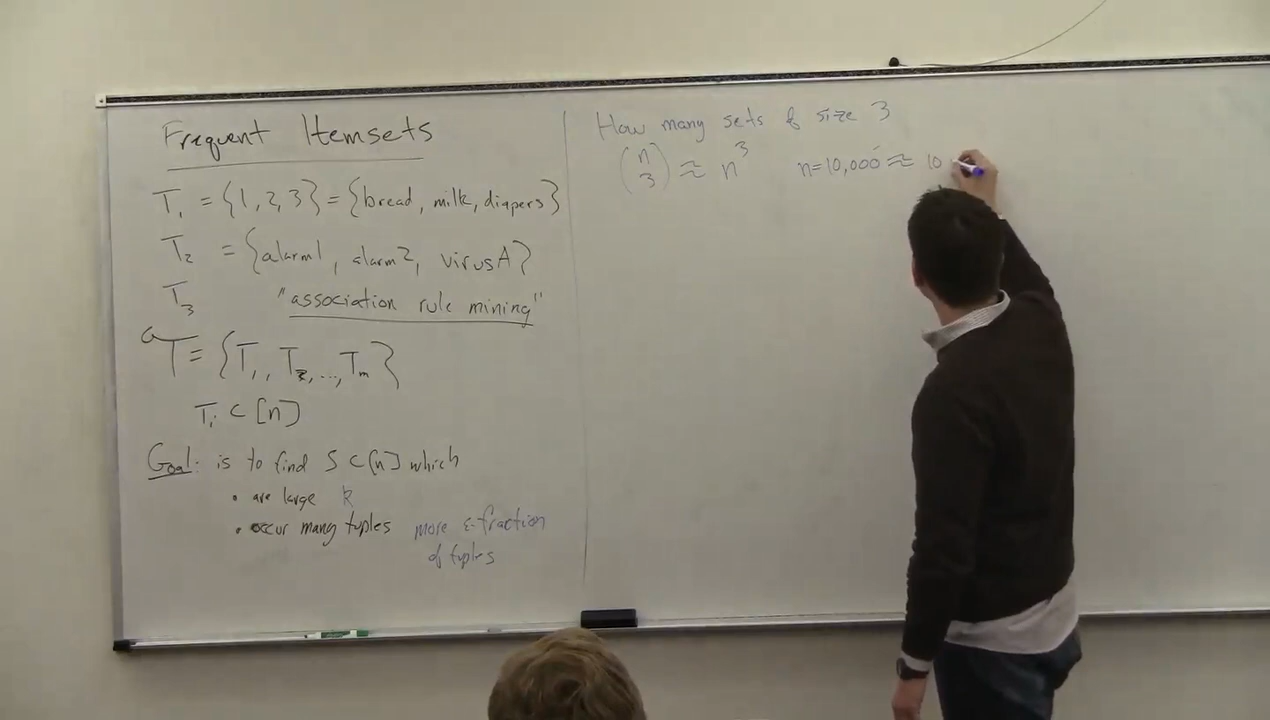 Frequent Itemsets
T₁ = {1, 2, 3} = {bread, milk, diapers}
T₂ = {alarm1, alarm2, virusA}
T₃ "association rule mining"
T = {T₁, T₂, ..., Tₘ}
Tᵢ ⊂ [n]
Goal: is to find S ⊂ [n] which
• are large k
• occur many tuples more ε-fraction
of tuples
How many sets of size 3
(n 3) ≈ n³ n=10,000 ≈ 10